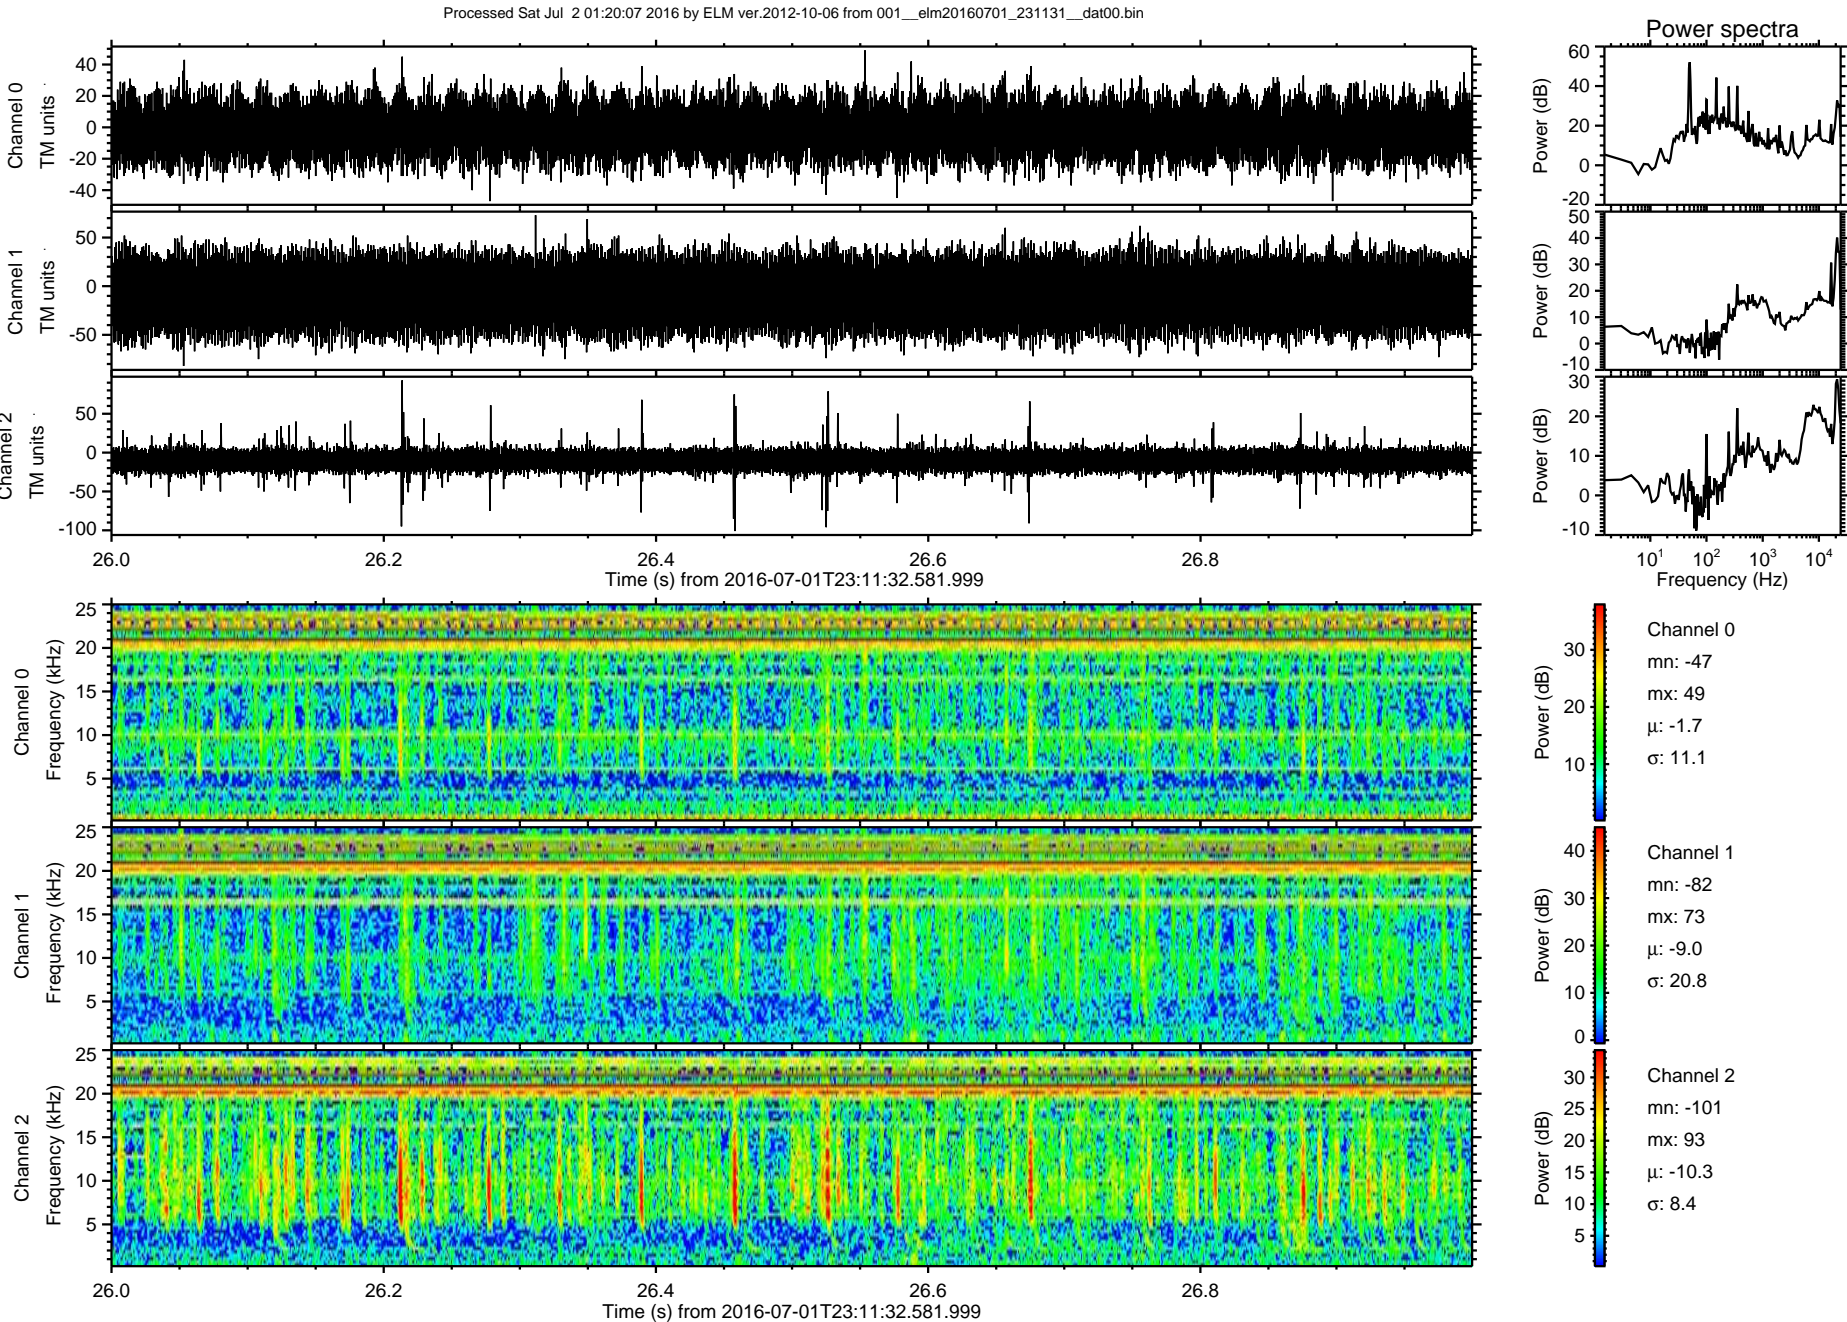 Processed Sat Jul  2 01:20:07 2016 by ELM ver.2012-10-06 from 001__elm20160701_231131__dat00.bin
Power spectra
Channel 0
TM units
40
20
0
-20
-40
Power (dB)
60
40
20
0
-20
Channel 1
TM units
50
0
-50
Power (dB)
50
40
30
20
10
0
-10
Channel 2
TM units
50
0
-50
-100
Power (dB)
30
20
10
0
-10
26.0 26.2 26.4 26.6 26.8
Time (s) from 2016-07-01T23:11:32.581.999
10^1 10^2 10^3 10^4
Frequency (Hz)
Channel 0
Frequency (kHz)
25
20
15
10
5
Power (dB)
30
20
10
Channel 0
mn: -47
mx: 49
μ: -1.7
σ: 11.1
Channel 1
Frequency (kHz)
25
20
15
10
5
Power (dB)
40
30
20
10
0
Channel 1
mn: -82
mx: 73
μ: -9.0
σ: 20.8
Channel 2
Frequency (kHz)
25
20
15
10
5
Power (dB)
30
25
20
15
10
5
Channel 2
mn: -101
mx: 93
μ: -10.3
σ: 8.4
26.0 26.2 26.4 26.6 26.8
Time (s) from 2016-07-01T23:11:32.581.999